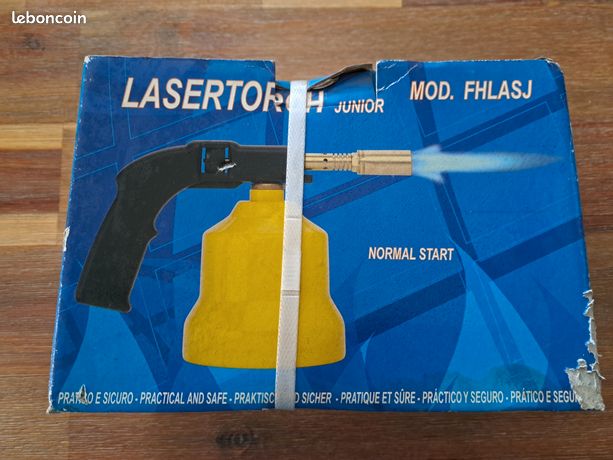 leboncoin
LASERTORCH JUNIOR MOD. FHLASJ
NORMAL START
PRATICO E SICURO - PRACTICAL AND SAFE - PRAKTISCH UND SICHER - PRATIQUE ET SÛRE - PRÁCTICO Y SEGURO - PRÁTICO E SEGU